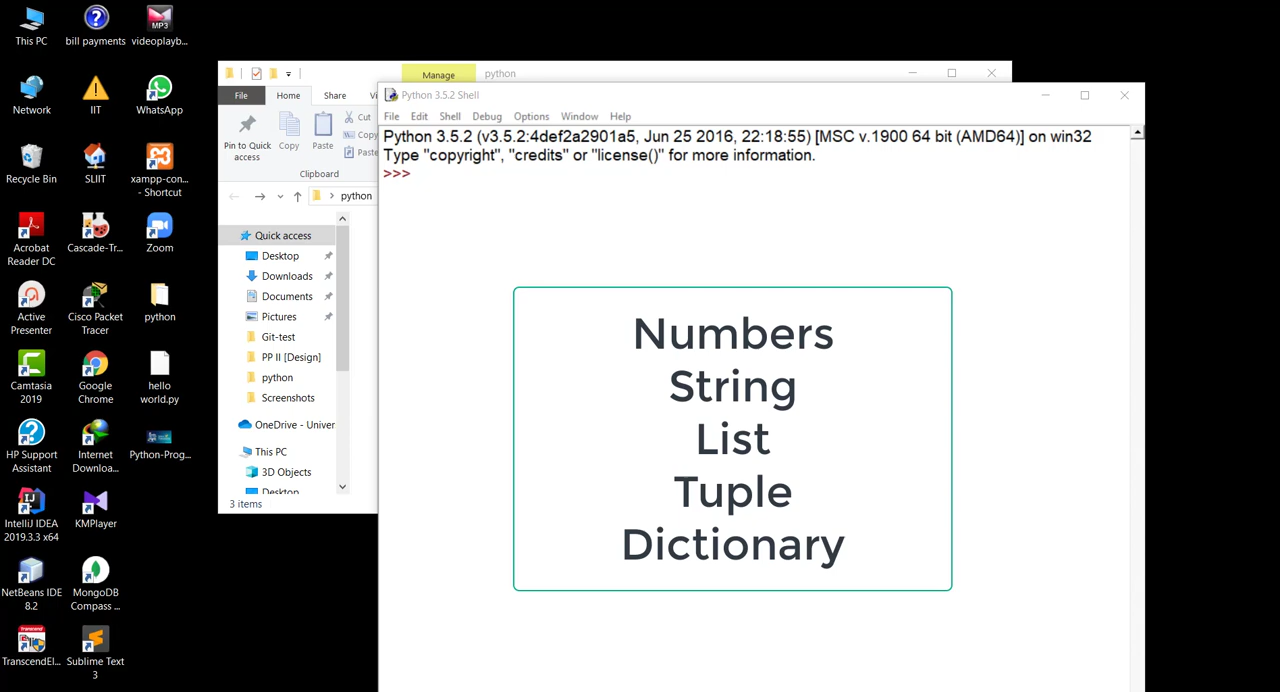 This PC
bill payments
videoplayb...
MP3
Network
IIT
WhatsApp
Recycle Bin
SLIIT
xampp-con...
- Shortcut
Acrobat
Reader DC
Cascade-Tr...
Zoom
Active
Presenter
Cisco Packet
Tracer
python
Camtasia
2019
Google
Chrome
hello
world.py
HP Support
Assistant
Internet
Downloa...
Python-Prog...
IntelliJ IDEA
2019.3.3 x64
KMPlayer
NetBeans IDE
8.2
MongoDB
Compass ...
TranscendEl...
Sublime Text
3
Manage
python
File
Home
Share
Vi
Pin to Quick
access
Copy
Paste
Cut
Copy
Paste
Clipboard
python
Quick access
Desktop
Downloads
Documents
Pictures
Git-test
PP II [Design]
python
Screenshots
OneDrive - Univer
This PC
3D Objects
Desktop
3 items
Python 3.5.2 Shell
File Edit Shell Debug Options Window Help
Python 3.5.2 (v3.5.2:4def2a2901a5, Jun 25 2016, 22:18:55) [MSC v.1900 64 bit (AMD64)] on win32
Type "copyright", "credits" or "license()" for more information.
>>>
Numbers
String
List
Tuple
Dictionary